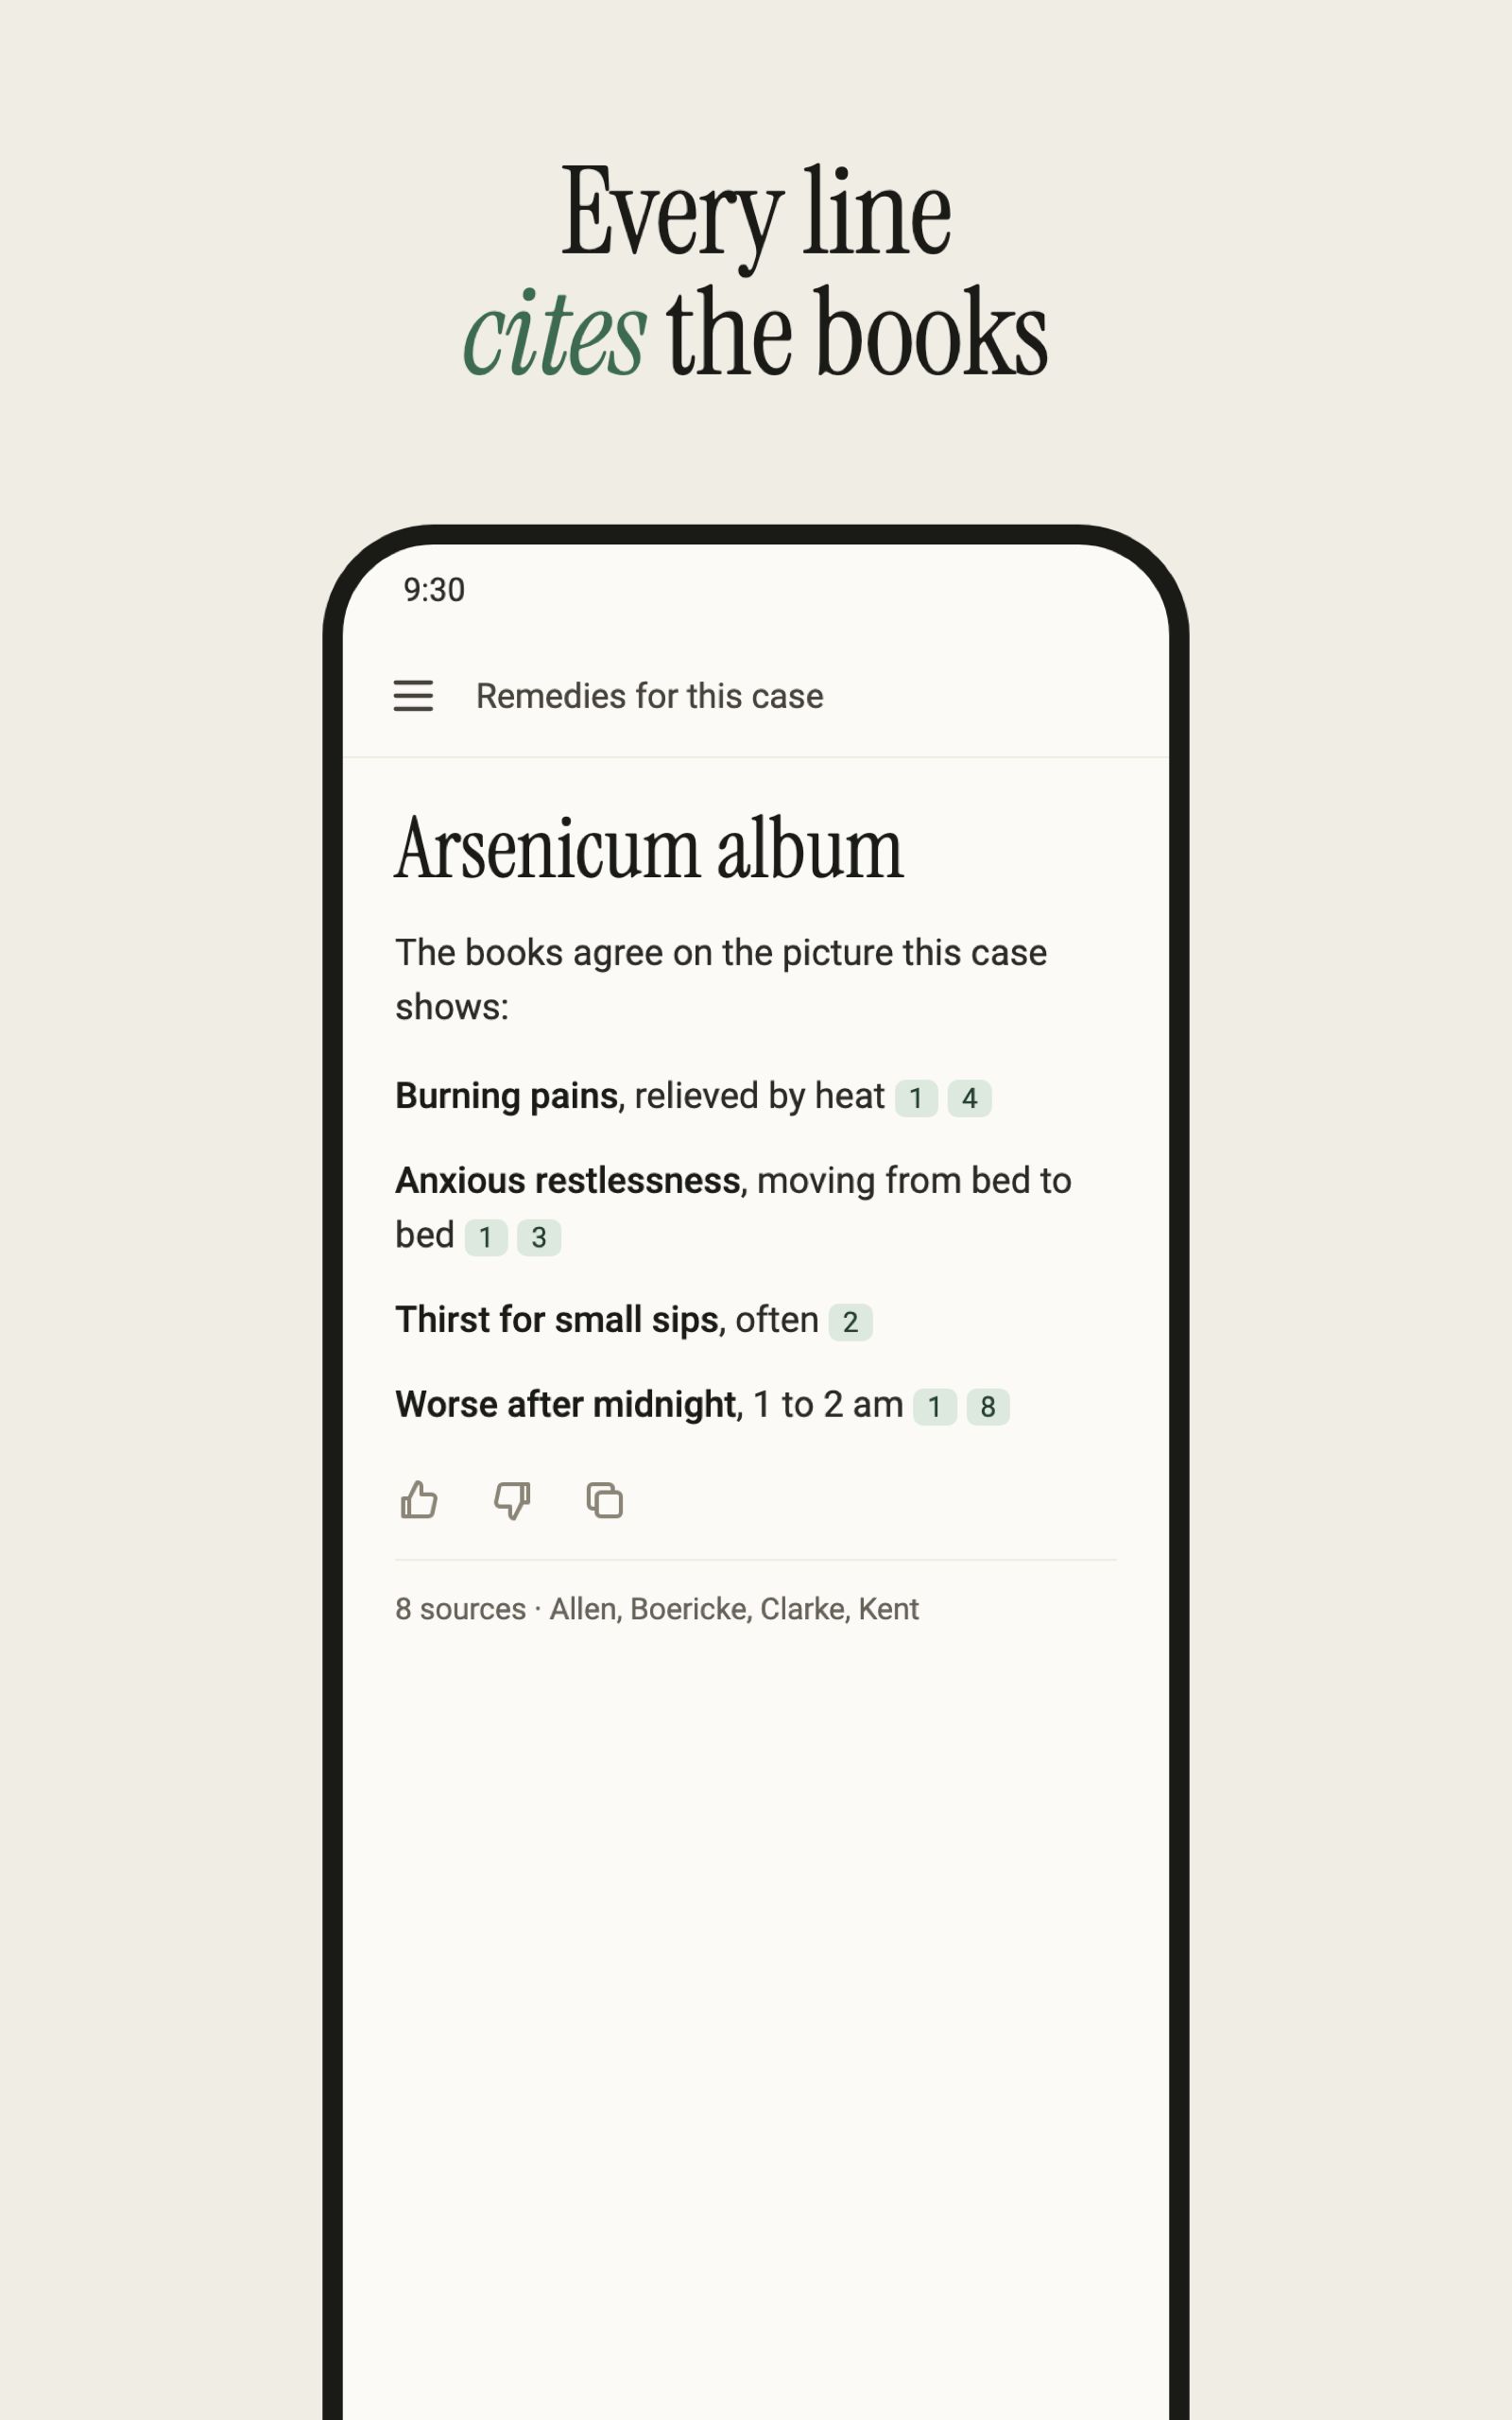 Every line
cites the books
9:30
Remedies for this case
Arsenicum album
The books agree on the picture this case
shows:
Burning pains, relieved by heat 1 4
Anxious restlessness, moving from bed to
bed 1 3
Thirst for small sips, often 2
Worse after midnight, 1 to 2 am 1 8
8 sources · Allen, Boericke, Clarke, Kent